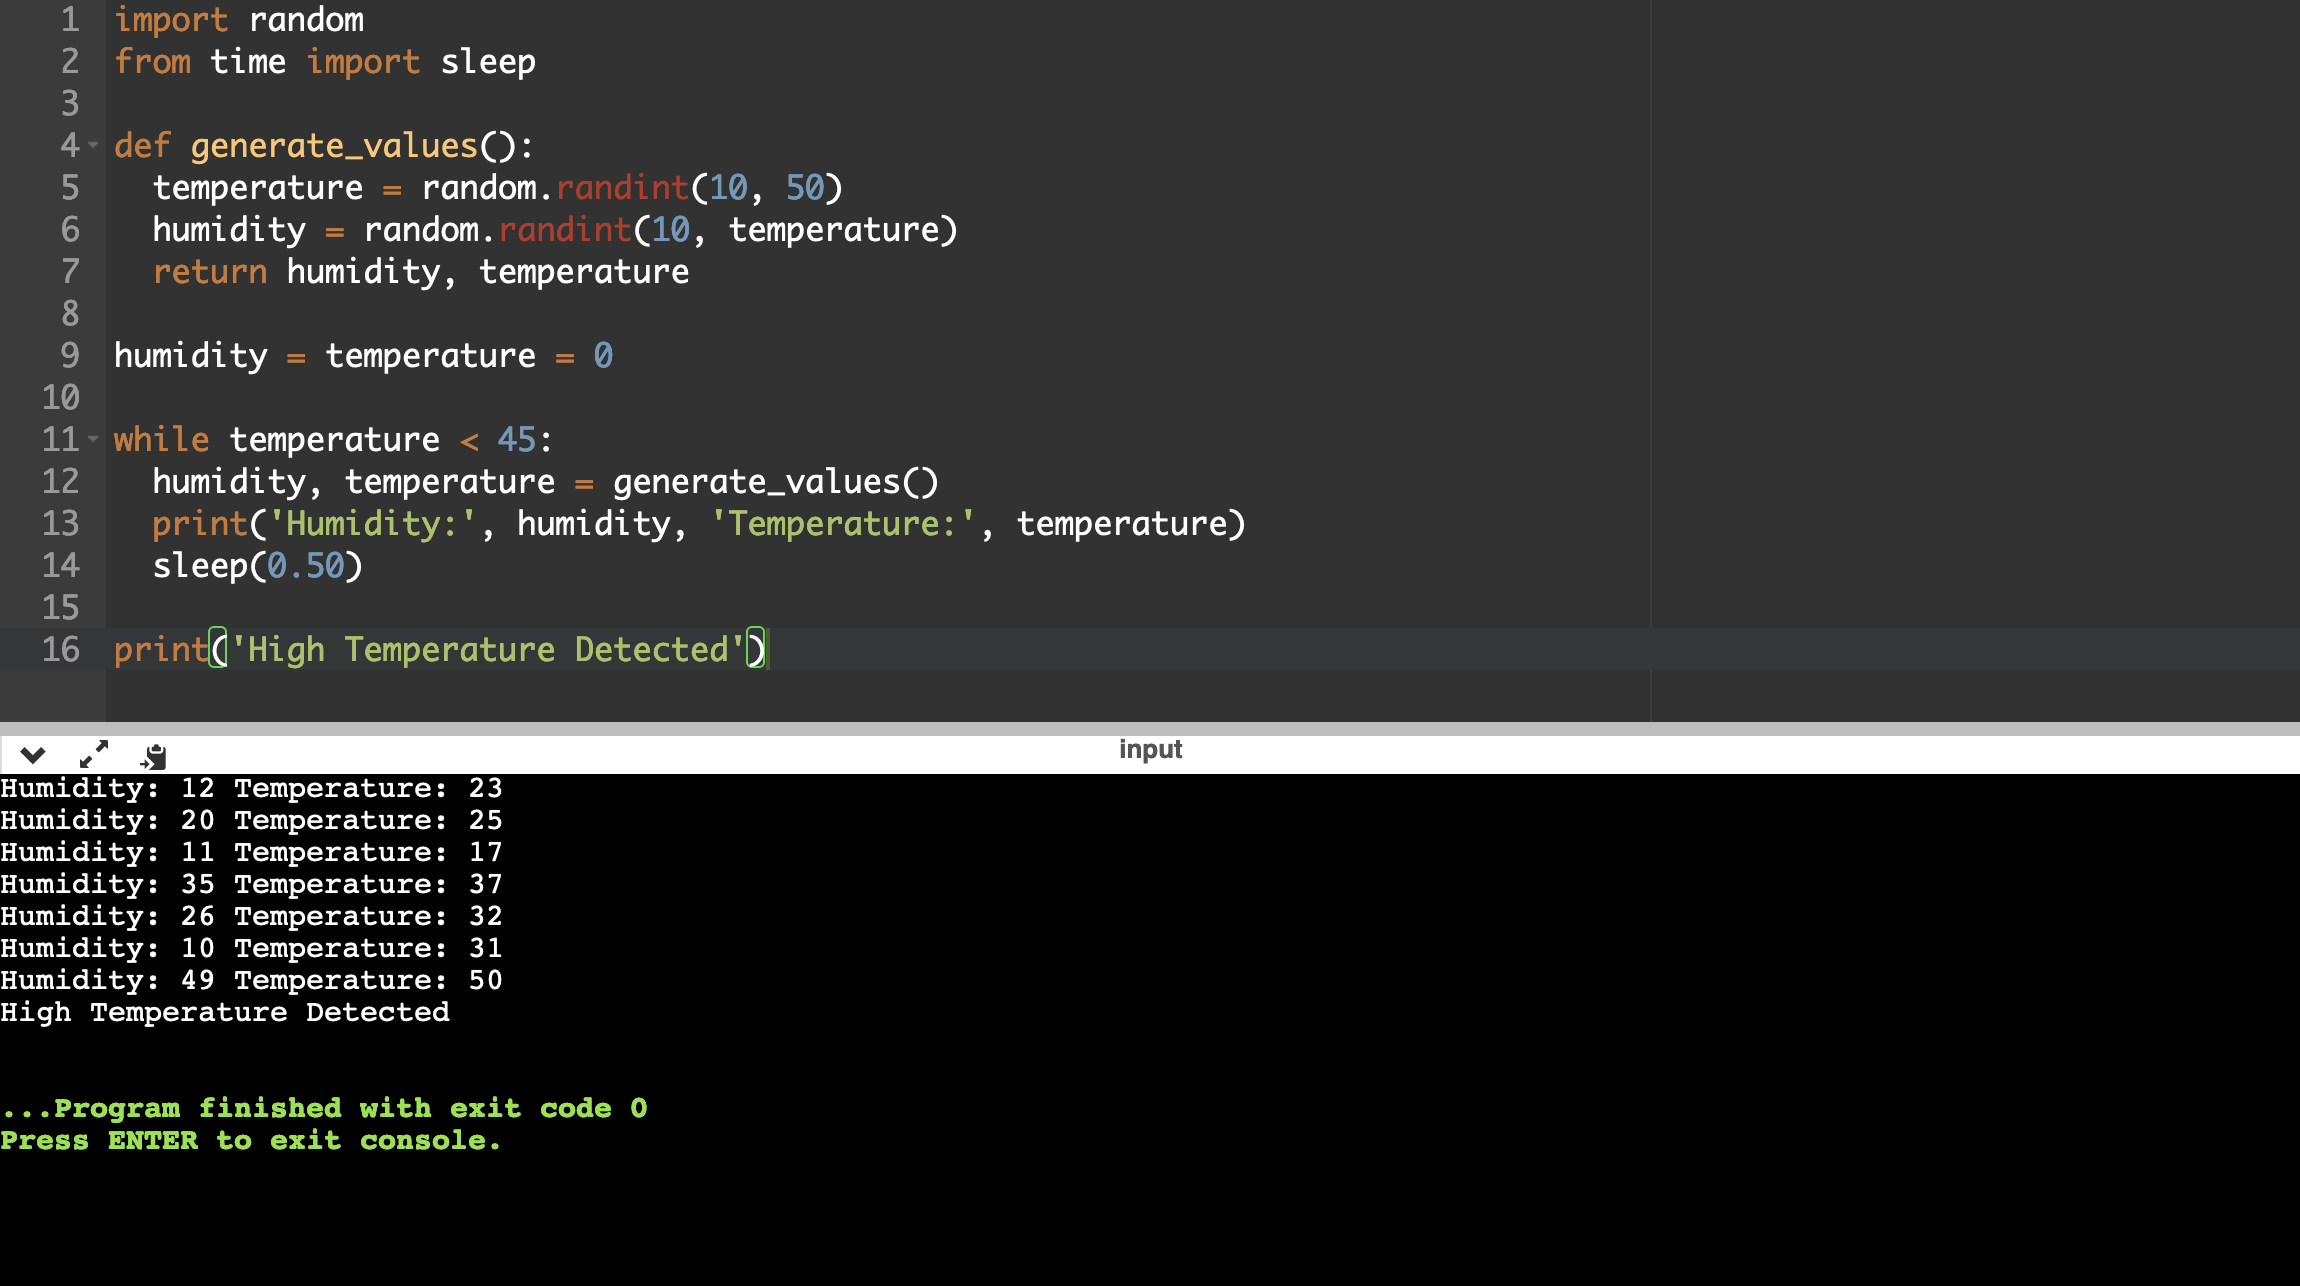 1 import random
2 from time import sleep
3
4 def generate_values():
5   temperature = random.randint(10, 50)
6   humidity = random.randint(10, temperature)
7   return humidity, temperature
8
9 humidity = temperature = 0
10
11 while temperature < 45:
12   humidity, temperature = generate_values()
13   print('Humidity:', humidity, 'Temperature:', temperature)
14   sleep(0.50)
15
16 print('High Temperature Detected')
input
Humidity: 12 Temperature: 23
Humidity: 20 Temperature: 25
Humidity: 11 Temperature: 17
Humidity: 35 Temperature: 37
Humidity: 26 Temperature: 32
Humidity: 10 Temperature: 31
Humidity: 49 Temperature: 50
High Temperature Detected
...Program finished with exit code 0
Press ENTER to exit console.